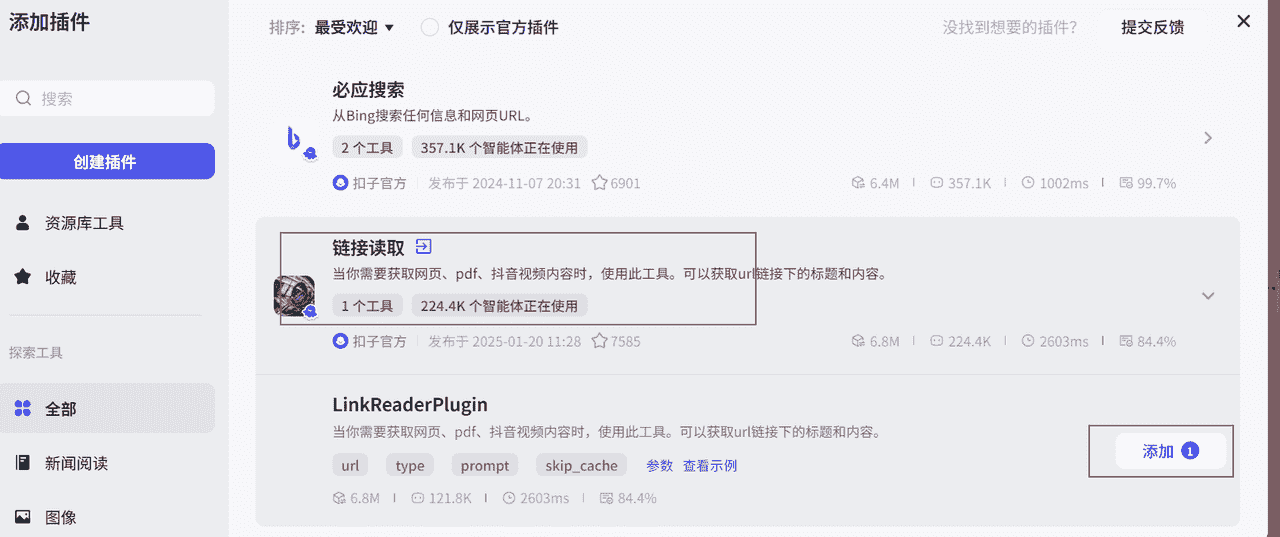 添加插件
排序: 最受欢迎 仅展示官方插件 没找到想要的插件? 提交反馈
搜索
创建插件
资源库工具
收藏
探索工具
全部
新闻阅读
图像
必应搜索
从Bing搜索任何信息和网页URL。
2 个工具 357.1K 个智能体正在使用
扣子官方 发布于 2024-11-07 20:31 6901 6.4M 357.1K 1002ms 99.7%
链接读取
当你需要获取网页、pdf、抖音视频内容时，使用此工具。可以获取url链接下的标题和内容。
1 个工具 224.4K 个智能体正在使用
扣子官方 发布于 2025-01-20 11:28 7585 6.8M 224.4K 2603ms 84.4%
LinkReaderPlugin
当你需要获取网页、pdf、抖音视频内容时，使用此工具。可以获取url链接下的标题和内容。
url type prompt skip_cache 参数 查看示例
添加 1
6.8M 121.8K 2603ms 84.4%